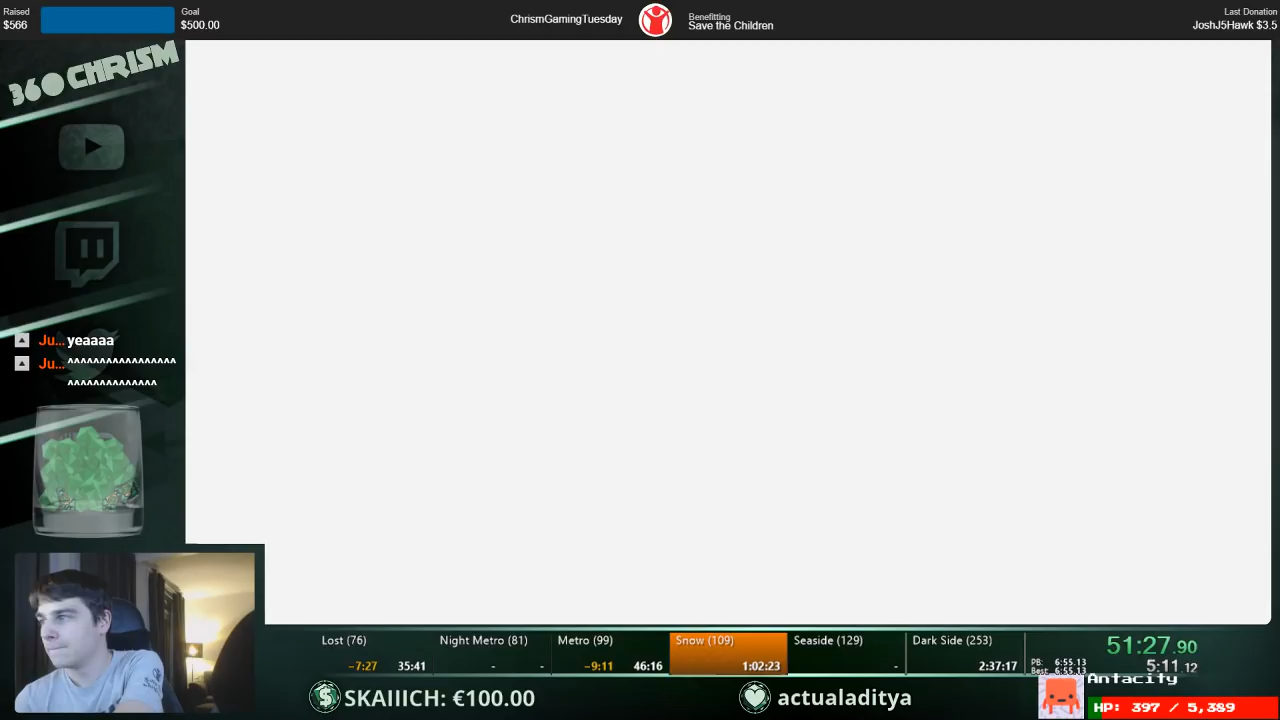 Raised
$566
Goal
$500.00
ChrismGamingTuesday
Benefitting
Save the Children
Last Donation
JoshJ5Hawk $3.5
360 CHRISM
Ju... yeaaaa
Ju... ^^^^^^^^^^^^^^^^^
^^^^^^^^^^^^^^
Lost (76)
-7:27 35:41
Night Metro (81)
- -
Metro (99)
-9:11 46:16
Snow (109)
1:02:23
Seaside (129)
-
Dark Side (253)
2:37:17
51:27.90
PB: 6:55.13
Best: 6:55.13
5:11.12
SKAIIICH: €100.00
actualaditya
Antacity
HP: 397 / 5,389